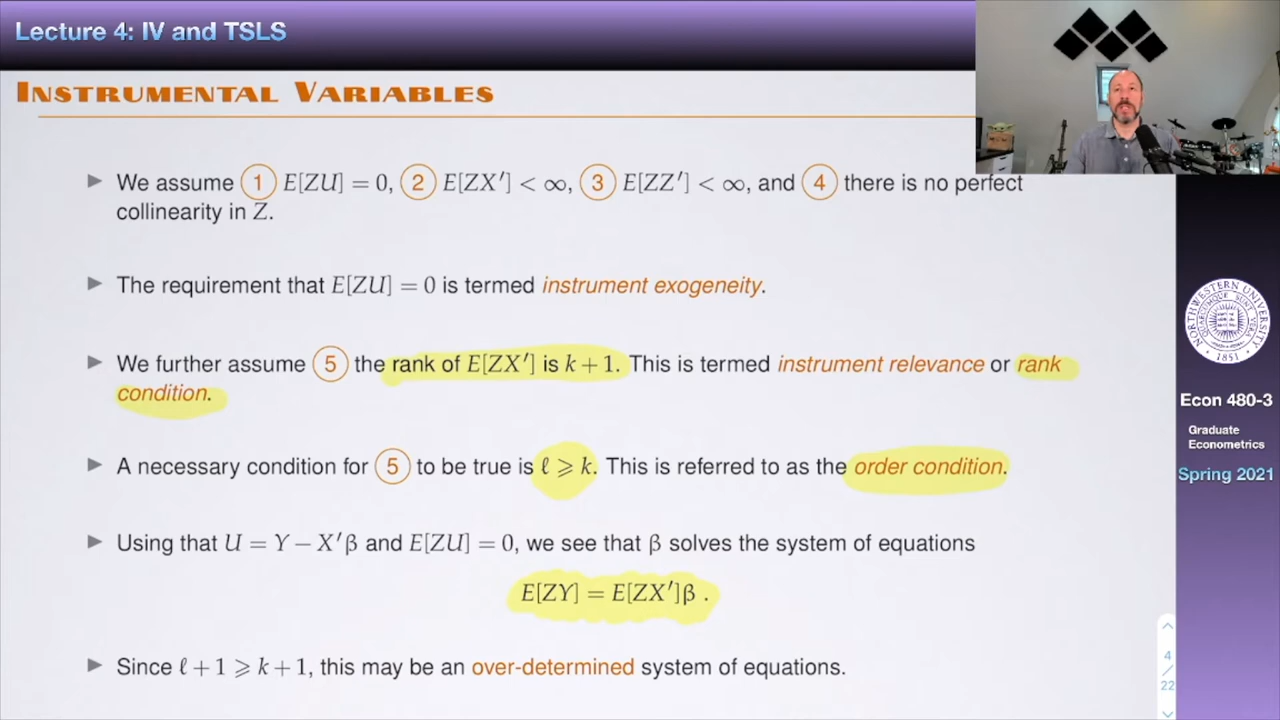 Lecture 4: IV and TSLS
INSTRUMENTAL VARIABLES
► We assume ① E[ZU] = 0, ② E[ZX′] < ∞, ③ E[ZZ′] < ∞, and ④ there is no perfect
collinearity in Z.
► The requirement that E[ZU] = 0 is termed instrument exogeneity.
► We further assume ⑤ the rank of E[ZX′] is k + 1. This is termed instrument relevance or rank
condition.
► A necessary condition for ⑤ to be true is ℓ ⩾ k. This is referred to as the order condition.
► Using that U = Y − X′β and E[ZU] = 0, we see that β solves the system of equations
E[ZY] = E[ZX′]β .
► Since ℓ + 1 ⩾ k + 1, this may be an over-determined system of equations.
NORTHWESTERN UNIVERSITY
1851
Econ 480-3
Graduate
Econometrics
Spring 2021
4
/
22